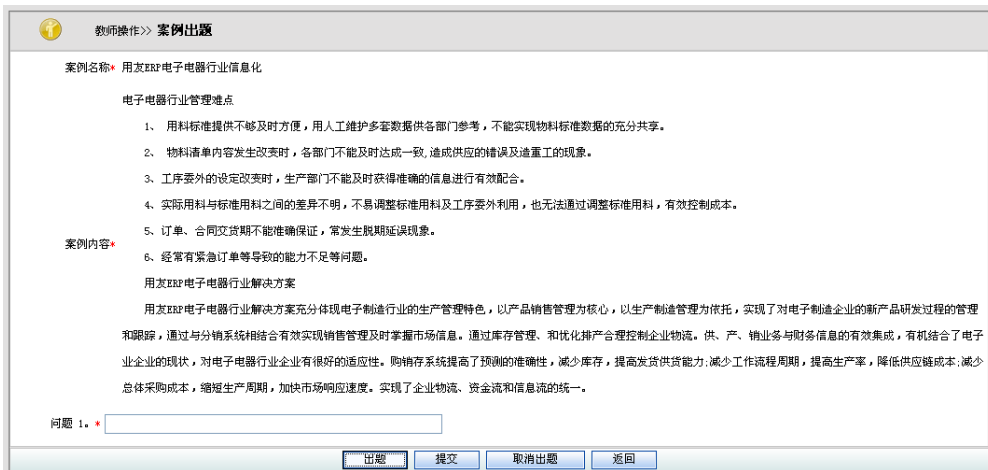 教师操作>> 案例出题
案例名称* 用友ERP电子电器行业信息化
电子电器行业管理难点
1、 用料标准提供不够及时方便,用人工维护多套数据供各部门参考,不能实现物料标准数据的充分共享。
2、 物料清单内容发生改变时,各部门不能及时达成一致,造成供应的错误及造重工的现象。
3、工序委外的设定改变时,生产部门不能及时获得准确的信息进行有效配合。
4、实际用料与标准用料之间的差异不明,不易调整标准用料及工序委外利用,也无法通过调整标准用料,有效控制成本。
5、订单、合同交货期不能准确保证,常发生脱期延误现象。
案例内容*
6、经常有紧急订单等导致的能力不足等问题。
用友ERP电子电器行业解决方案
用友ERP电子电器行业解决方案充分体现电子制造行业的生产管理特色,以产品销售管理为核心,以生产制造管理为依托,实现了对电子制造企业的新产品研发过程的管理
和跟踪,通过与分销系统相结合有效实现销售管理及时掌握市场信息。通过库存管理、和优化排产合理控制企业物流。供、产、销业务与财务信息的有效集成,有机结合了电子
业企业的现状,对电子电器行业企业有很好的适应性。购销存系统提高了预测的准确性,减少库存,提高发货供货能力;减少工作流程周期,提高生产率,降低供应链成本;减少
总体采购成本,缩短生产周期,加快市场响应速度。实现了企业物流、资金流和信息流的统一。
问题 1。*
出题 提交 取消出题 返回